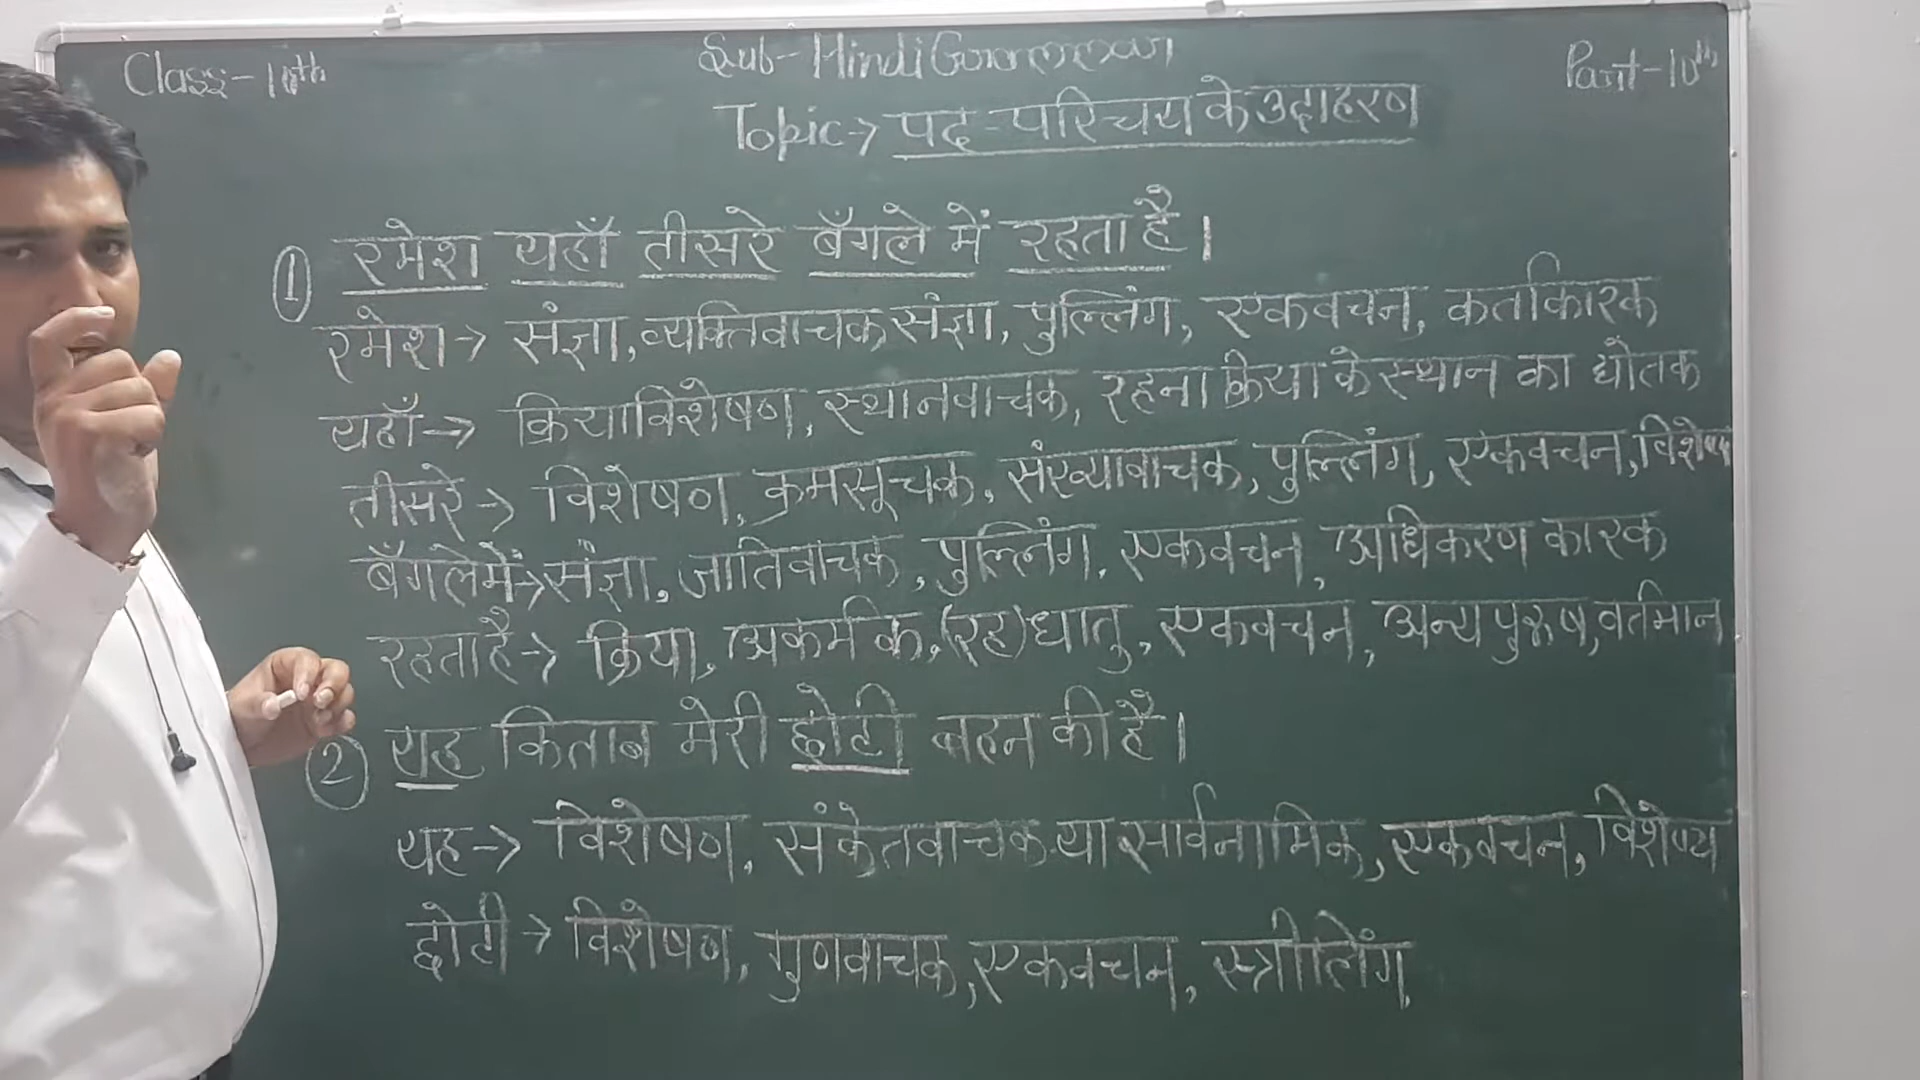 Class- 10th
Sub- Hindi Grammar
Part-10th
Topic→ पद-परिचय के उदाहरण
① रमेश यहाँ तीसरे बँगले में रहता है।
रमेश→ संज्ञा, व्यक्तिवाचक संज्ञा, पुल्लिंग, एकवचन, कर्ताकारक
यहाँ→ क्रियाविशेषण, स्थानवाचक, रहना क्रिया के स्थान का द्योतक
तीसरे→ विशेषण, क्रमसूचक, संख्यावाचक, पुल्लिंग, एकवचन,
बँगले में→ संज्ञा, जातिवाचक, पुल्लिंग, एकवचन, अधिकरण कारक
रहता है→ क्रिया, अकर्मक, (रह) धातु, एकवचन, अन्य पुरूष, वर्तमान
② यह किताब मेरी छोटी बहन की है।
यह→ विशेषण, संकेतवाचक या सार्वनामिक, एकवचन, विशेष्य
छोटी→ विशेषण, गुणवाचक, एकवचन, स्त्रीलिंग,